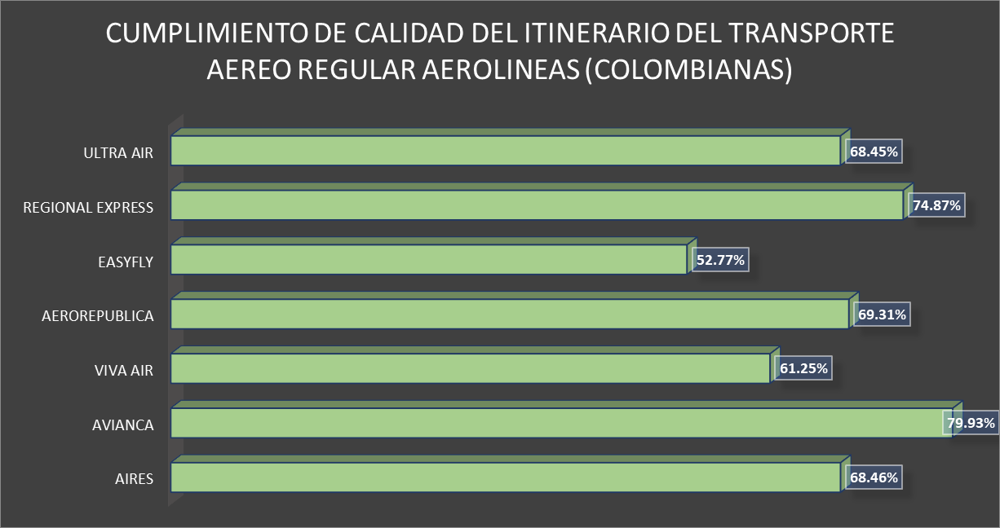 CUMPLIMIENTO DE CALIDAD DEL ITINERARIO DEL TRANSPORTE
AEREO REGULAR AEROLINEAS (COLOMBIANAS)
ULTRA AIR 68.45%
REGIONAL EXPRESS 74.87%
EASYFLY 52.77%
AEROREPUBLICA 69.31%
VIVA AIR 61.25%
AVIANCA 79.93%
AIRES 68.46%